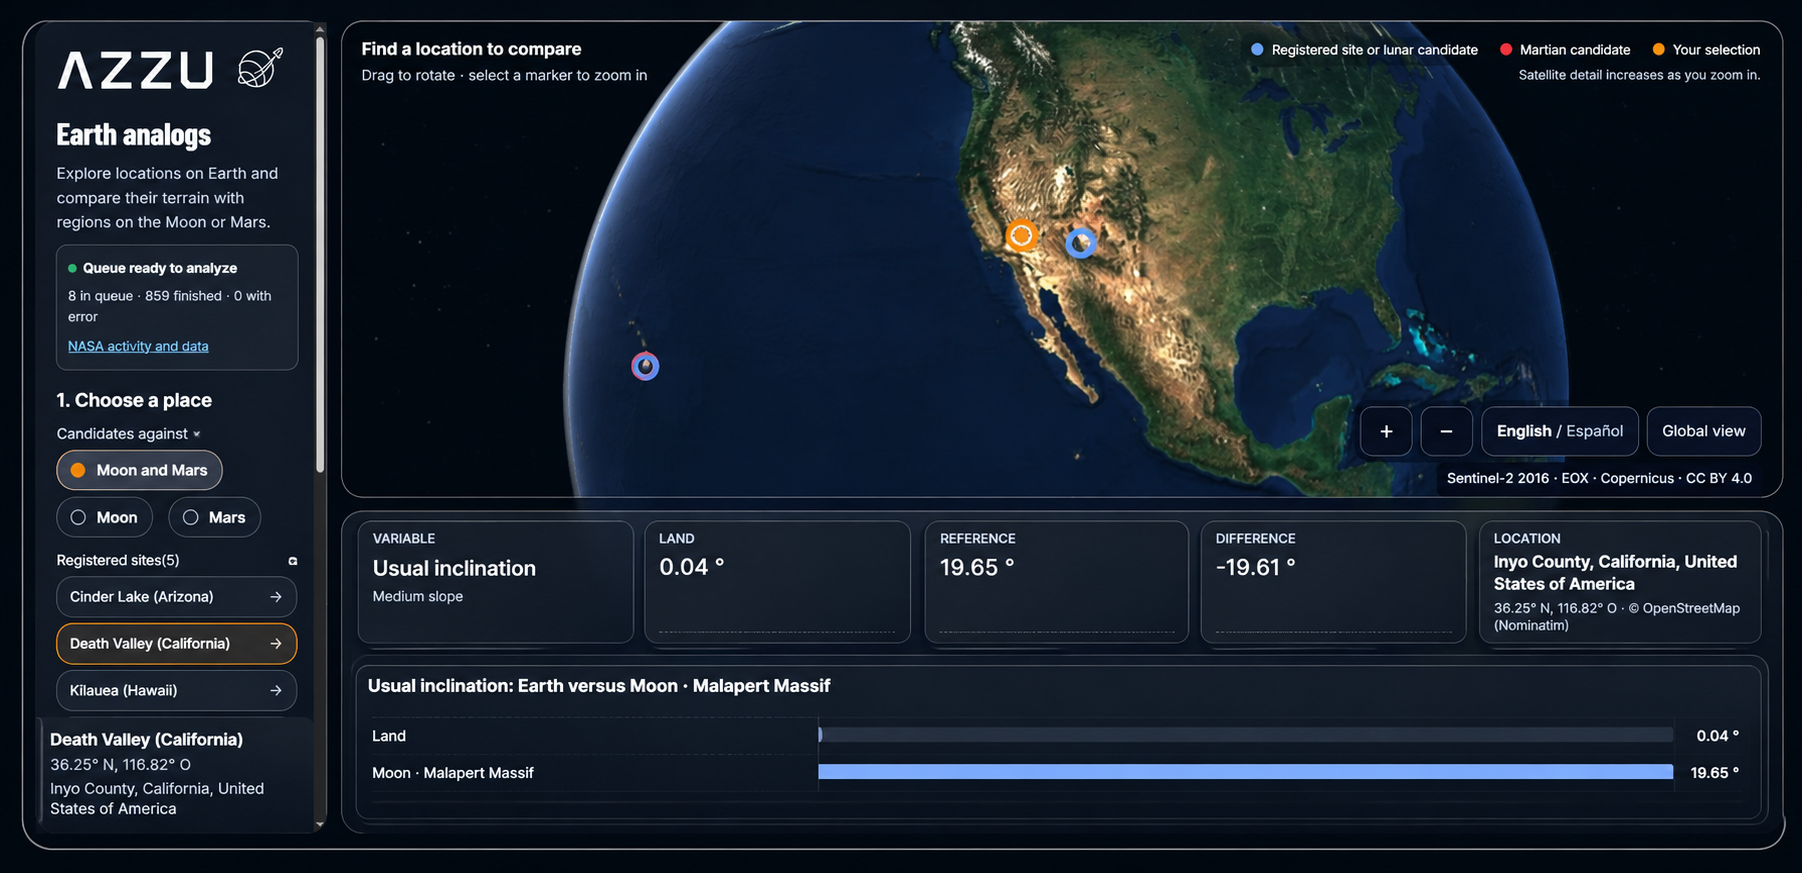 AZZU
Earth analogs
Explore locations on Earth and
compare their terrain with
regions on the Moon or Mars.
Queue ready to analyze
8 in queue · 859 finished · 0 with
error
NASA activity and data
1. Choose a place
Candidates against
Moon and Mars
Moon
Mars
Registered sites(5)
Cinder Lake (Arizona) →
Death Valley (California) →
Kīlauea (Hawaii) →
Death Valley (California)
36.25° N, 116.82° O
Inyo County, California, United
States of America
Find a location to compare
Drag to rotate · select a marker to zoom in
Registered site or lunar candidate
Martian candidate
Your selection
Satellite detail increases as you zoom in.
+
−
English / Español
Global view
Sentinel-2 2016 · EOX · Copernicus · CC BY 4.0
VARIABLE
Usual inclination
Medium slope
LAND
0.04 °
REFERENCE
19.65 °
DIFFERENCE
-19.61 °
LOCATION
Inyo County, California, United
States of America
36.25° N, 116.82° O · © OpenStreetMap
(Nominatim)
Usual inclination: Earth versus Moon · Malapert Massif
Land 0.04 °
Moon · Malapert Massif 19.65 °